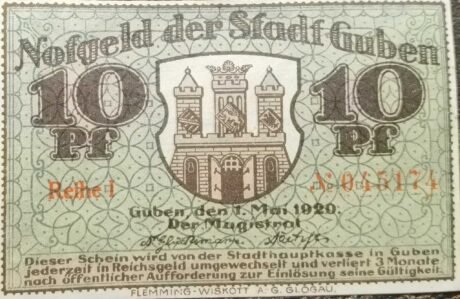 Notgeld der Stadt Guben
10 Pf
10 Pf
Reihe 1
№ 045174
Guben, den 1. Mai 1920.
Der Magistrat
Dieser Schein wird von der Stadthauptkasse in Guben
jederzeit in Reichsgeld umgewechselt und verliert 3 Monate
nach öffentlicher Aufforderung zur Einlösung seine Gültigkeit.
FLEMMING-WISKOTT A. G. GLOGAU.